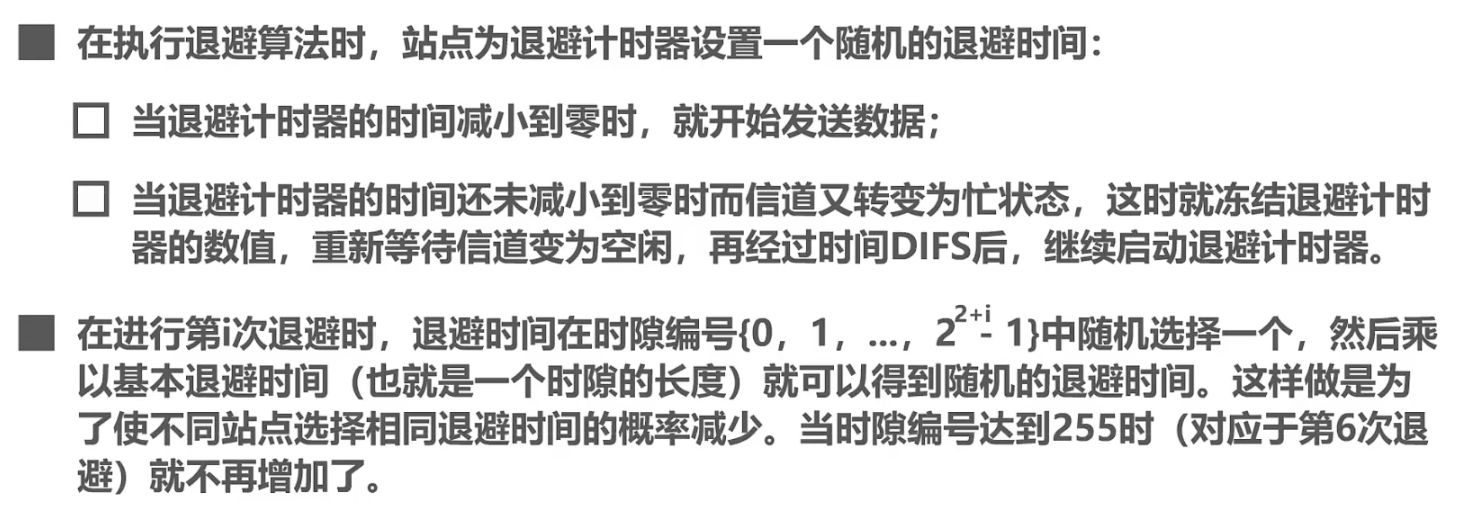 在执行退避算法时，站点为退避计时器设置一个随机的退避时间：
当退避计时器的时间减小到零时，就开始发送数据；
当退避计时器的时间还未减小到零时而信道又转变为忙状态，这时就冻结退避计时
器的数值，重新等待信道变为空闲，再经过时间DIFS后，继续启动退避计时器。
在进行第i次退避时，退避时间在时隙编号{0，1，...，2^{2+i} - 1}中随机选择一个，然后乘
以基本退避时间（也就是一个时隙的长度）就可以得到随机的退避时间。这样做是为
了使不同站点选择相同退避时间的概率减少。当时隙编号达到255时（对应于第6次退
避）就不再增加了。